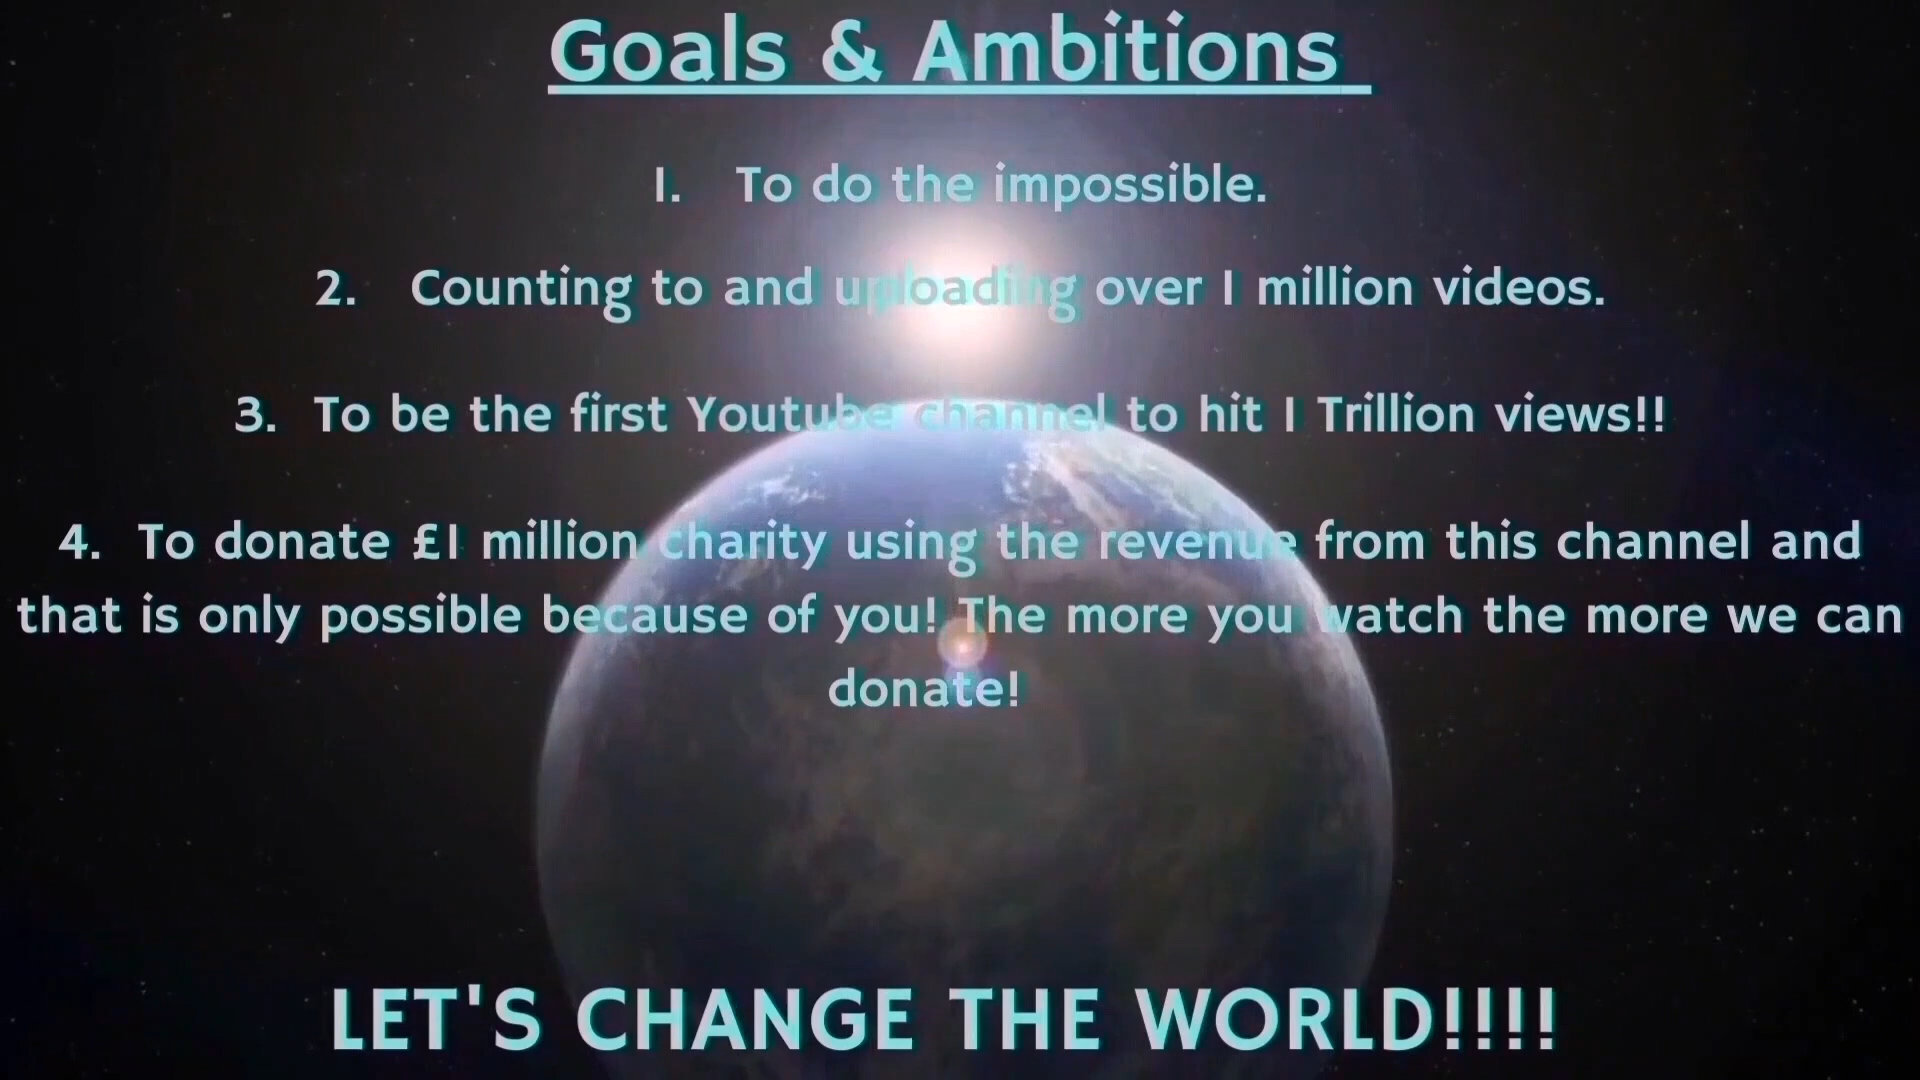 Goals & Ambitions
1. To do the impossible.
2. Counting to and uploading over 1 million videos.
3. To be the first Youtube channel to hit 1 Trillion views!!
4. To donate £1 million charity using the revenue from this channel and
that is only possible because of you! The more you watch the more we can
donate!
LET'S CHANGE THE WORLD!!!!